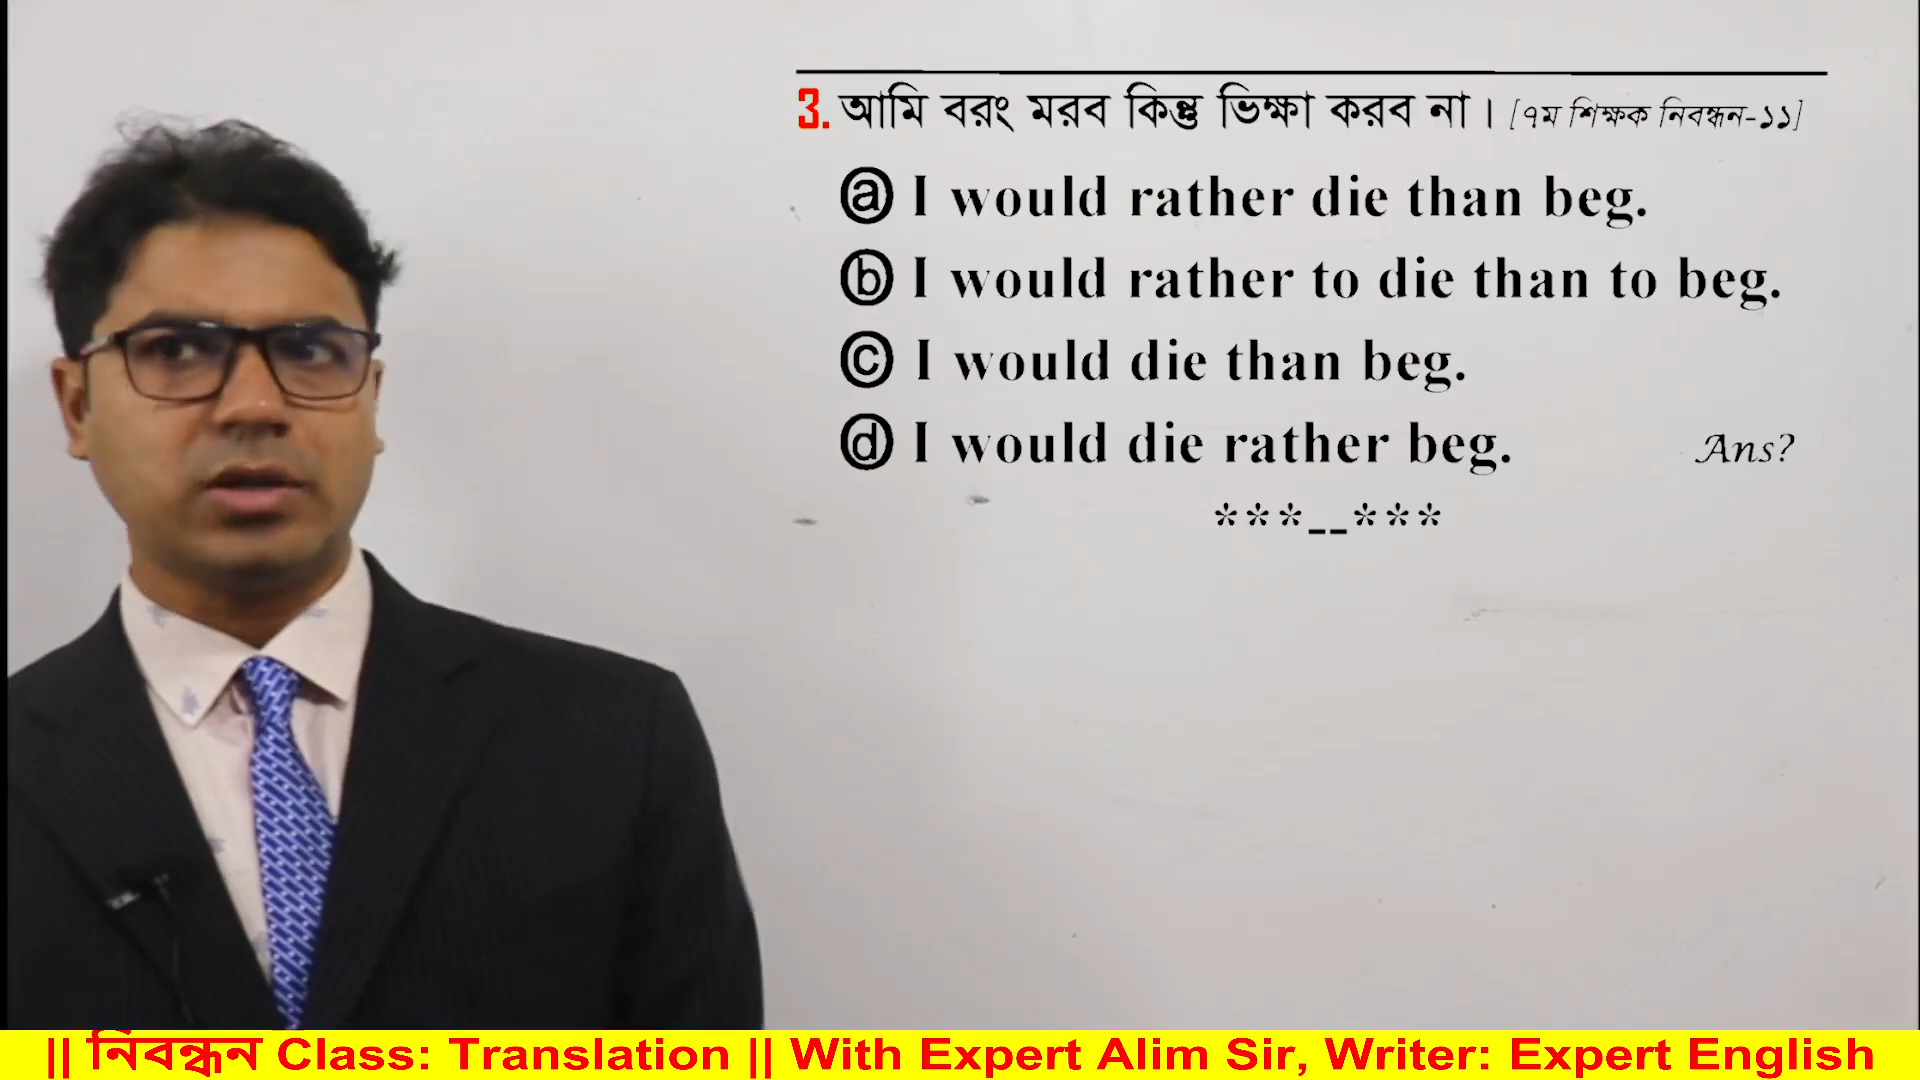 3. আমি বরং মরব কিন্তু ভিক্ষা করব না। [৭ম শিক্ষক নিবন্ধন-১১]
ⓐ I would rather die than beg.
ⓑ I would rather to die than to beg.
ⓒ I would die than beg.
ⓓ I would die rather beg. Ans?
***--***
|| নিবন্ধন Class: Translation || With Expert Alim Sir, Writer: Expert English